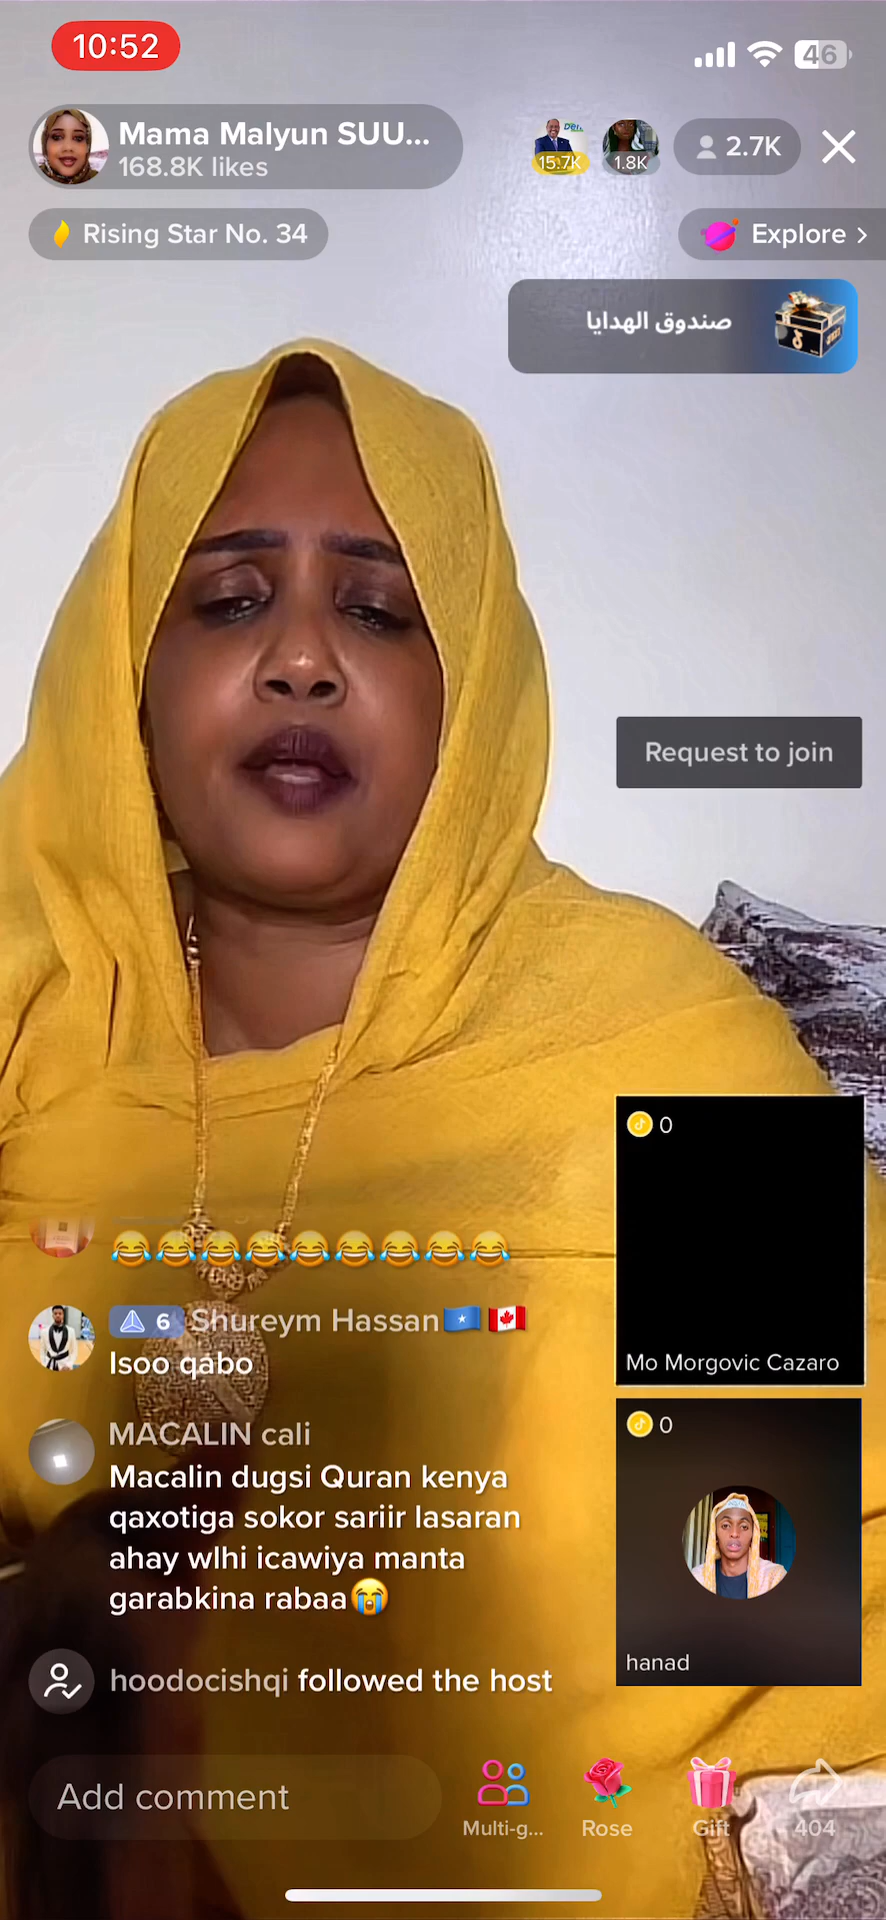 10:52
46
Mama Malyun SUU...
168.8K likes
15.7K
1.8K
2.7K
Rising Star No. 34
Explore >
صندوق الهدايا
Request to join
0
😂😂😂😂😂😂😂😂😂
6 Shureym Hassan🇸🇴🇨🇦
Isoo qabo
Mo Morgovic Cazaro
0
MACALIN cali
Macalin dugsi Quran kenya
qaxotiga sokor sariir lasaran
ahay wlhi icawiya manta
garabkina rabaa😭
hanad
hoodocishqi followed the host
Add comment
Multi-g...
Rose
Gift
404